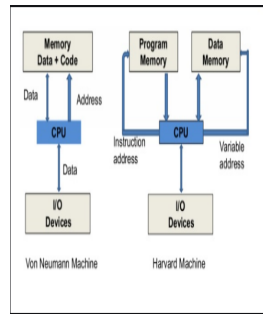 Memory
Data + Code
Data
Address
CPU
Data
I/O
Devices
Von Neumann Machine
Program
Memory
Data
Memory
CPU
Instruction
address
Variable
address
I/O
Devices
Harvard Machine